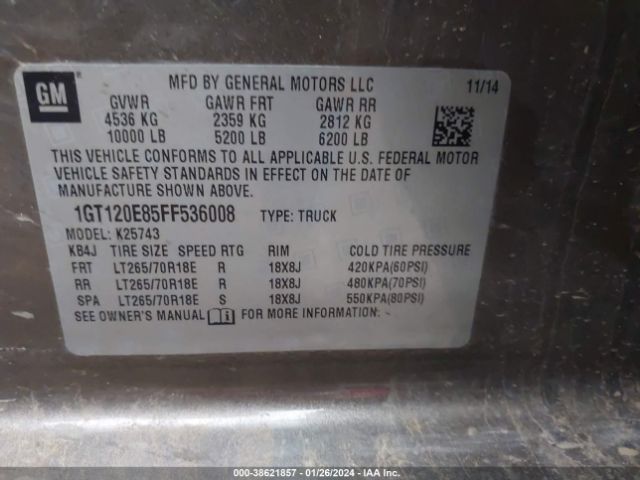 GM
MFD BY GENERAL MOTORS LLC 11/14
GVWR GAWR FRT GAWR RR
4536 KG 2359 KG 2812 KG
10000 LB 5200 LB 6200 LB
THIS VEHICLE CONFORMS TO ALL APPLICABLE U.S. FEDERAL MOTOR
VEHICLE SAFETY STANDARDS IN EFFECT ON THE DATE OF
MANUFACTURE SHOWN ABOVE.
1GT120E85FF536008 TYPE: TRUCK
MODEL: K25743
KB4J TIRE SIZE SPEED RTG RIM COLD TIRE PRESSURE
FRT LT265/70R18E R 18X8J 420KPA(60PSI)
RR LT265/70R18E R 18X8J 480KPA(70PSI)
SPA LT265/70R18E S 18X8J 550KPA(80PSI)
SEE OWNER'S MANUAL FOR MORE INFORMATION:
000-38621857 - 01/26/2024 - IAA Inc.